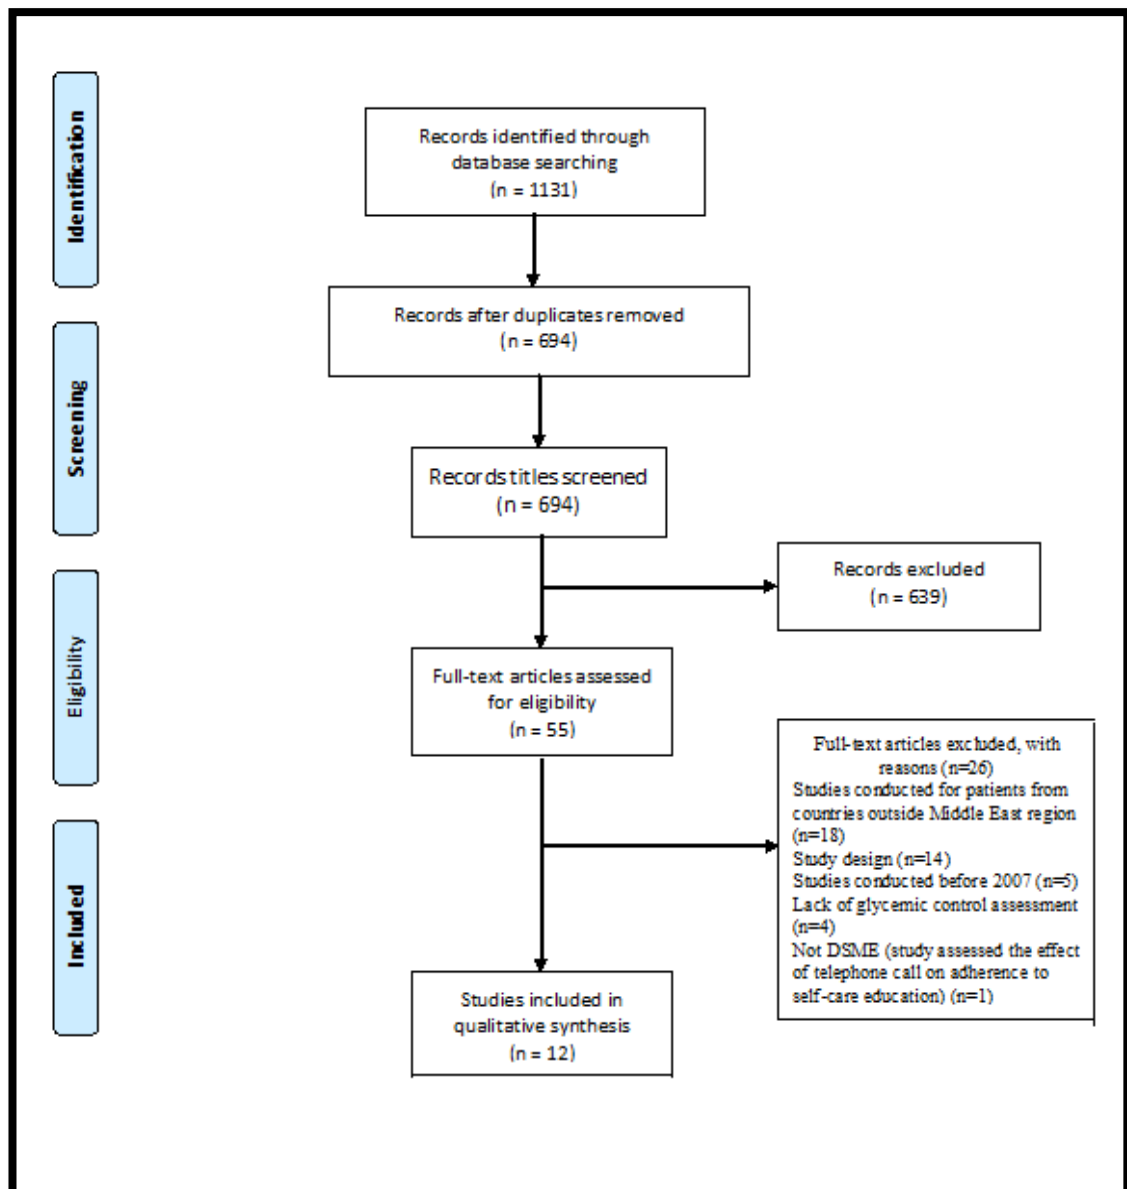 Identification
Records identified through
database searching
(n = 1131)
Records after duplicates removed
(n = 694)
Screening
Records titles screened
(n = 694)
Records excluded
(n = 639)
Eligibility
Full-text articles assessed
for eligibility
(n = 55)
Full-text articles excluded, with
reasons (n=26)
Studies conducted for patients from
countries outside Middle East region
(n=18)
Study design (n=14)
Studies conducted before 2007 (n=5)
Lack of glycemic control assessment
(n=4)
Not DSME (study assessed the effect
of telephone call on adherence to
self-care education) (n=1)
Included
Studies included in
qualitative synthesis
(n = 12)